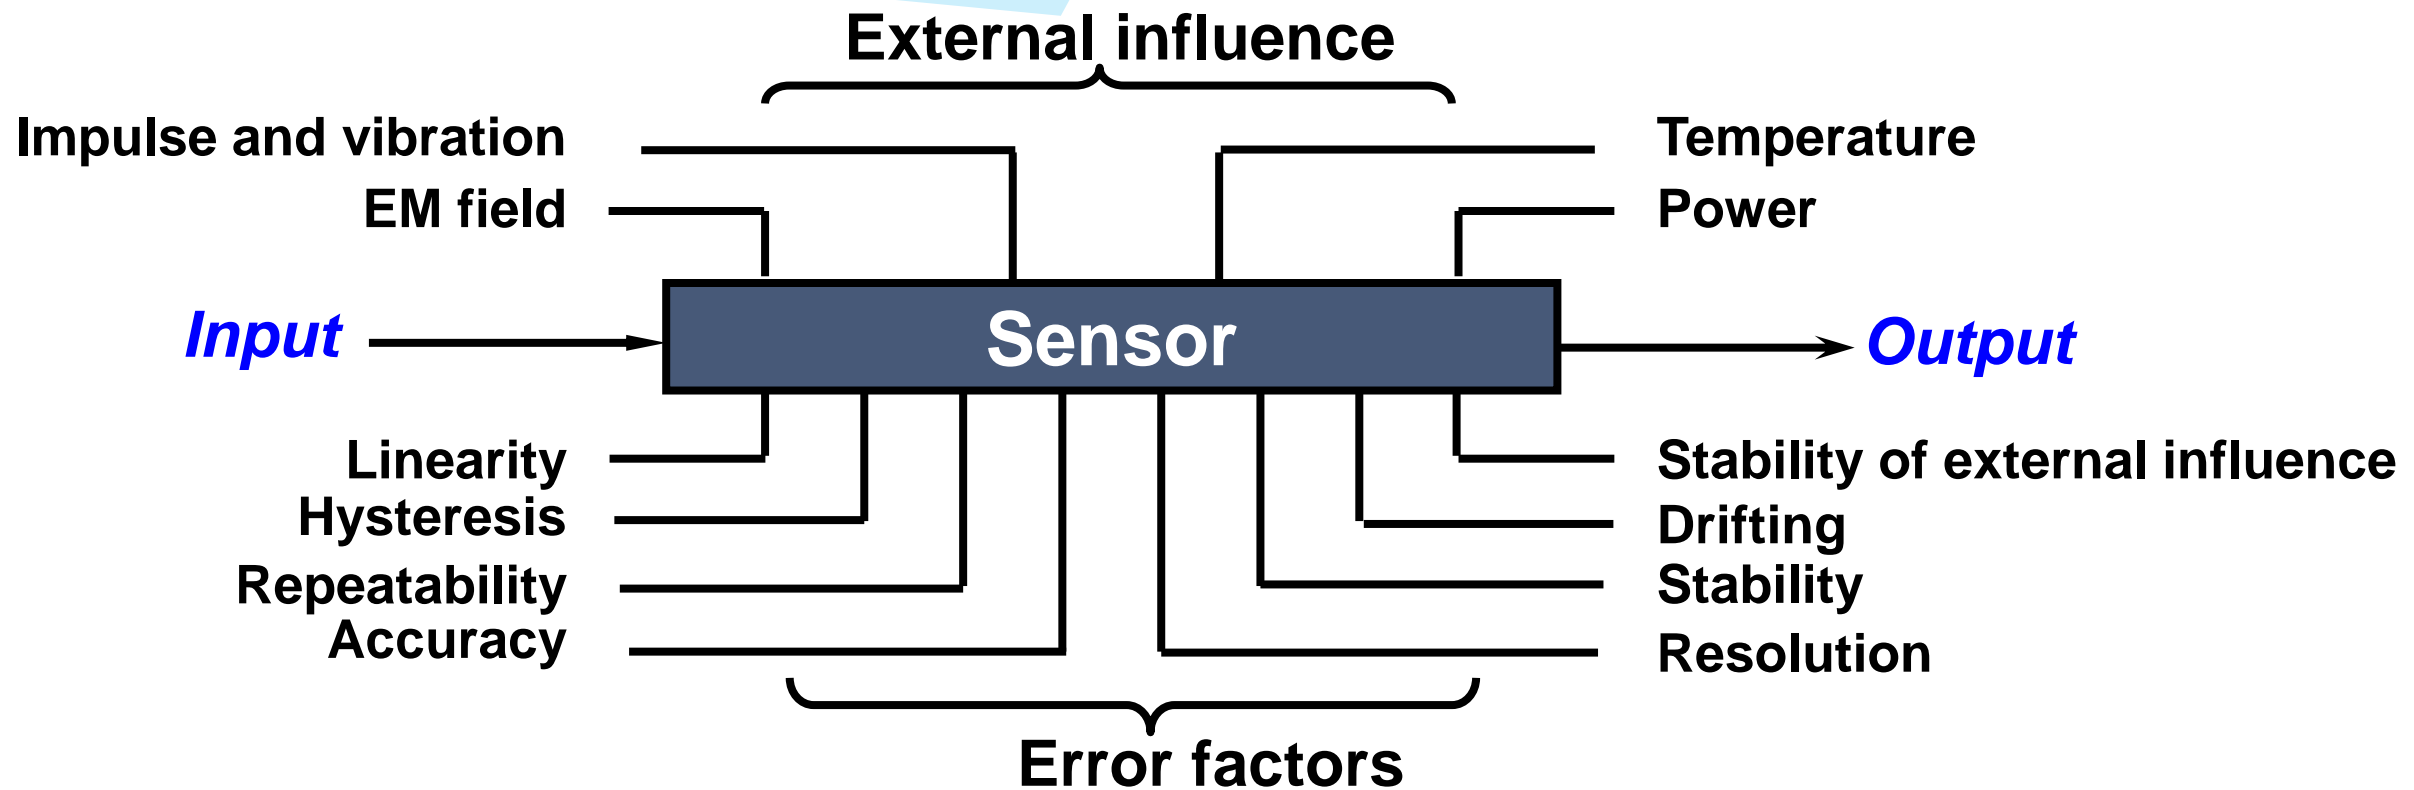 External influence
Impulse and vibration
Temperature
EM field
Power
Input
Sensor
Output
Linearity
Stability of external influence
Hysteresis
Drifting
Repeatability
Stability
Accuracy
Resolution
Error factors